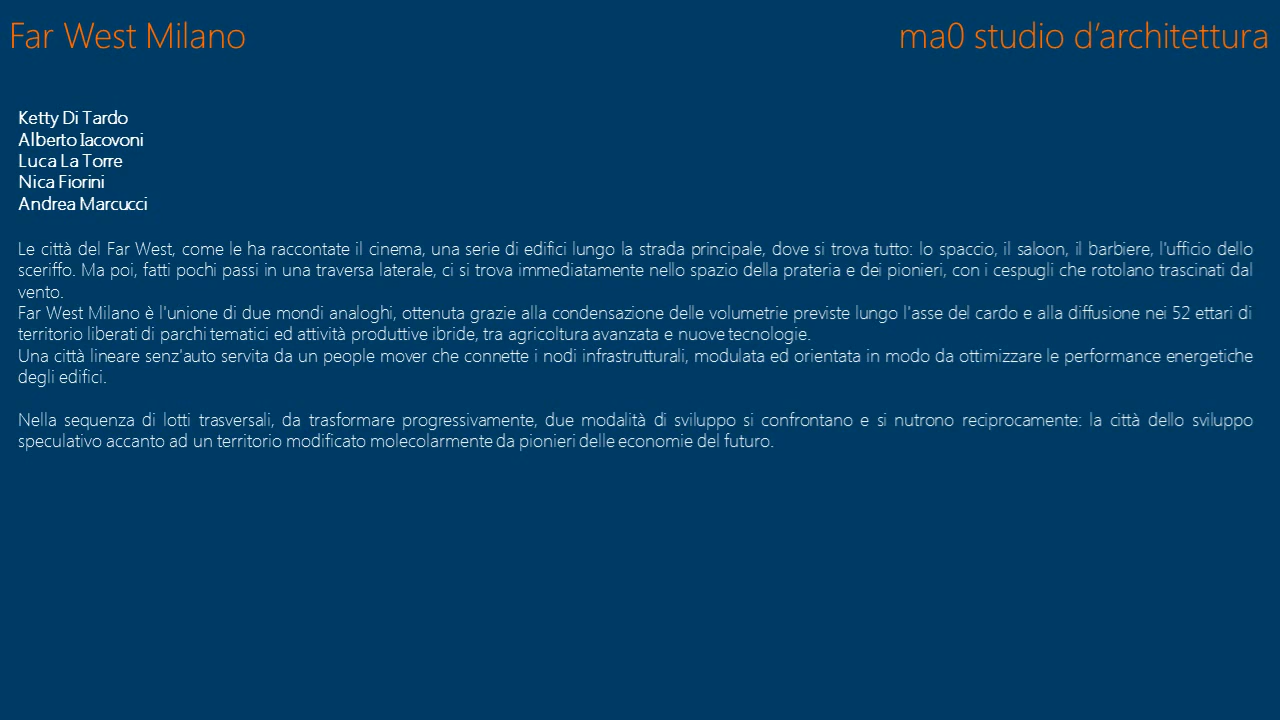 Far West Milano
ma0 studio d’architettura
Ketty Di Tardo
Alberto Iacovoni
Luca La Torre
Nica Fiorini
Andrea Marcucci
Le città del Far West, come le ha raccontate il cinema, una serie di edifici lungo la strada principale, dove si trova tutto: lo spaccio, il saloon, il barbiere, l'ufficio dello
sceriffo. Ma poi, fatti pochi passi in una traversa laterale, ci si trova immediatamente nello spazio della prateria e dei pionieri, con i cespugli che rotolano trascinati dal
vento.
Far West Milano è l'unione di due mondi analoghi, ottenuta grazie alla condensazione delle volumetrie previste lungo l'asse del cardo e alla diffusione nei 52 ettari di
territorio liberati di parchi tematici ed attività produttive ibride, tra agricoltura avanzata e nuove tecnologie.
Una città lineare senz'auto servita da un people mover che connette i nodi infrastrutturali, modulata ed orientata in modo da ottimizzare le performance energetiche
degli edifici.
Nella sequenza di lotti trasversali, da trasformare progressivamente, due modalità di sviluppo si confrontano e si nutrono reciprocamente: la città dello sviluppo
speculativo accanto ad un territorio modificato molecolarmente da pionieri delle economie del futuro.